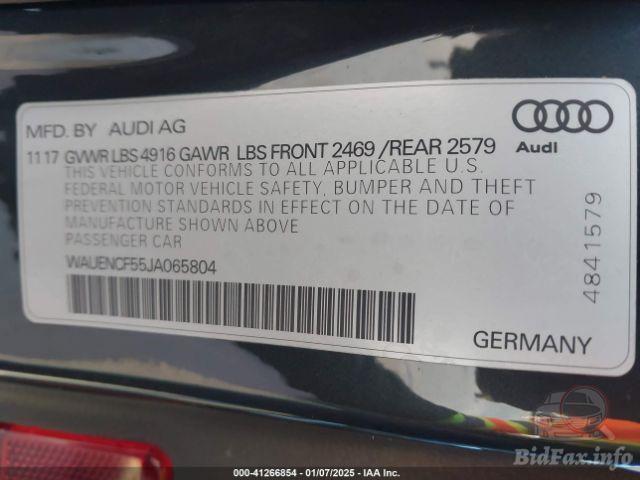 MFD. BY AUDI AG
Audi
1117 GVWR LBS 4916 GAWR LBS FRONT 2469 /REAR 2579
THIS VEHICLE CONFORMS TO ALL APPLICABLE U.S.
FEDERAL MOTOR VEHICLE SAFETY, BUMPER AND THEFT
PREVENTION STANDARDS IN EFFECT ON THE DATE OF
MANUFACTURE SHOWN ABOVE
PASSENGER CAR
WAUENCF55JA065804
4841579
GERMANY
BidFax.info
000-41266854 - 01/07/2025 - IAA Inc.